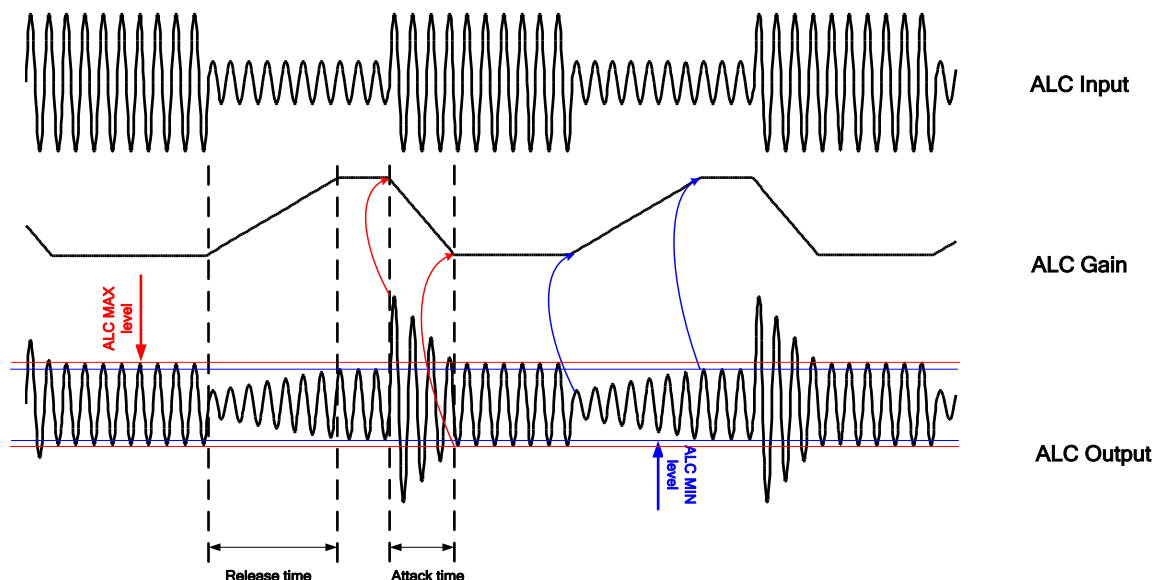 ALC Input
ALC Gain
ALC MAX
level
ALC Output
ALC MIN
level
Release time
Attack time